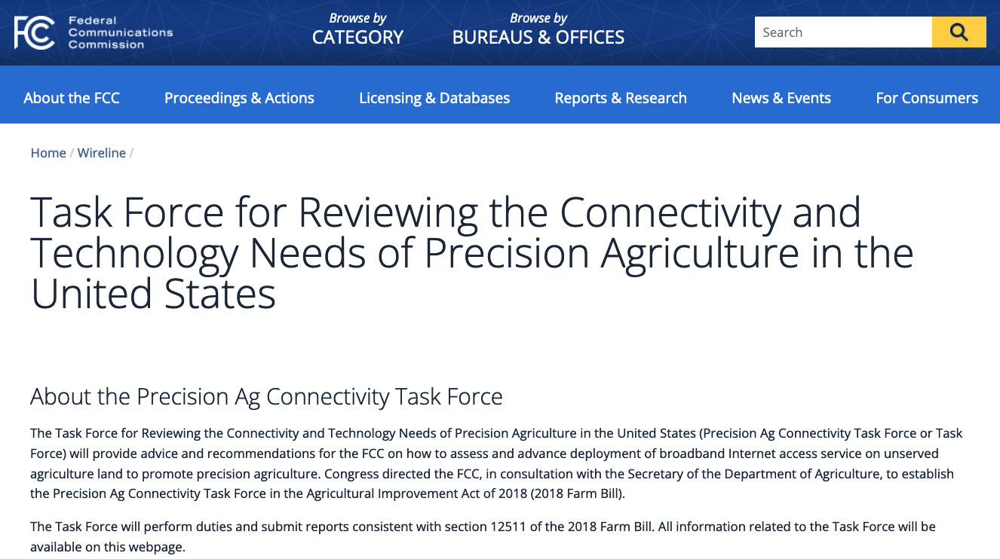 FCC Federal
Communications
Commission
Browse by
CATEGORY
Browse by
BUREAUS & OFFICES
Search
About the FCC Proceedings & Actions Licensing & Databases Reports & Research News & Events For Consumers
Home / Wireline /
Task Force for Reviewing the Connectivity and
Technology Needs of Precision Agriculture in the
United States
About the Precision Ag Connectivity Task Force
The Task Force for Reviewing the Connectivity and Technology Needs of Precision Agriculture in the United States (Precision Ag Connectivity Task Force or Task
Force) will provide advice and recommendations for the FCC on how to assess and advance deployment of broadband Internet access service on unserved
agriculture land to promote precision agriculture. Congress directed the FCC, in consultation with the Secretary of the Department of Agriculture, to establish
the Precision Ag Connectivity Task Force in the Agricultural Improvement Act of 2018 (2018 Farm Bill).
The Task Force will perform duties and submit reports consistent with section 12511 of the 2018 Farm Bill. All information related to the Task Force will be
available on this webpage.